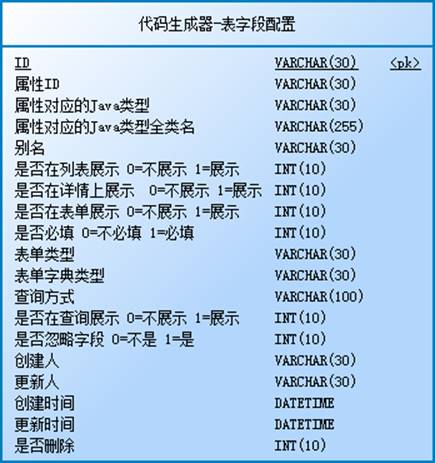 代码生成器-表字段配置
ID VARCHAR(30) <pk>
属性ID VARCHAR(30)
属性对应的Java类型 VARCHAR(30)
属性对应的Java类型全类名 VARCHAR(255)
别名 VARCHAR(30)
是否在列表展示 0=不展示 1=展示 INT(10)
是否在详情上展示 0=不展示 1=展示 INT(10)
是否在表单展示 0=不展示 1=展示 INT(10)
是否必填 0=不必填 1=必填 INT(10)
表单类型 VARCHAR(30)
表单字典类型 VARCHAR(30)
查询方式 VARCHAR(100)
是否在查询展示 0=不展示 1=展示 INT(10)
是否忽略字段 0=不是 1=是 INT(10)
创建人 VARCHAR(30)
更新人 VARCHAR(30)
创建时间 DATETIME
更新时间 DATETIME
是否删除 INT(10)